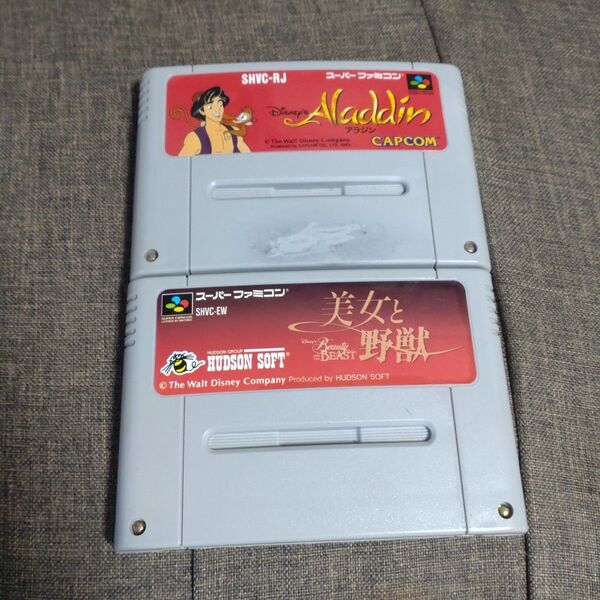 SHVC-RJ
スーパーファミコン
Disney's
Aladdin
アラジン
© The Walt Disney Company.
CAPCOM
スーパーファミコン
SHVC-EW
美女と
野獣
Disney's
Beauty
AND THE
BEAST
HUDSON GROUP
HUDSON SOFT
© The Walt Disney Company Produced by HUDSON SOFT